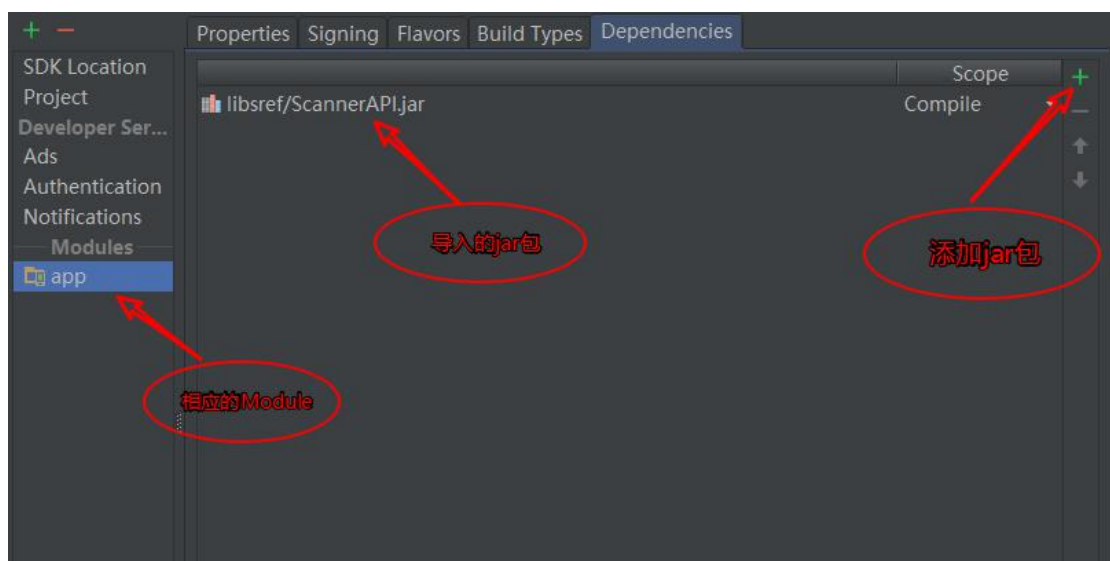 Properties Signing Flavors Build Types Dependencies
SDK Location
Project
Developer Ser...
Ads
Authentication
Notifications
Modules
app
Scope
libsref/ScannerAPI.jar Compile
导入的jar包
添加jar包
相应的Module